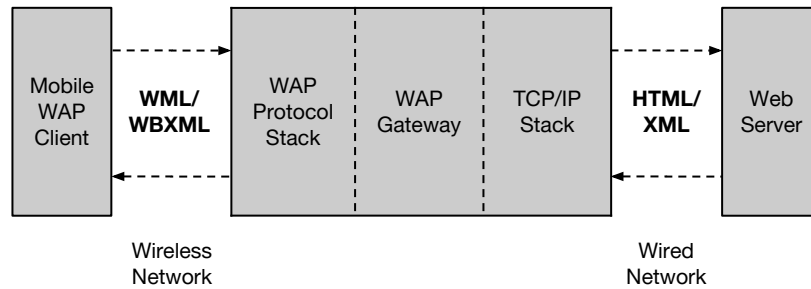 Mobile
WAP
Client
WML/
WBXML
WAP
Protocol
Stack
WAP
Gateway
TCP/IP
Stack
HTML/
XML
Web
Server
Wireless
Network
Wired
Network